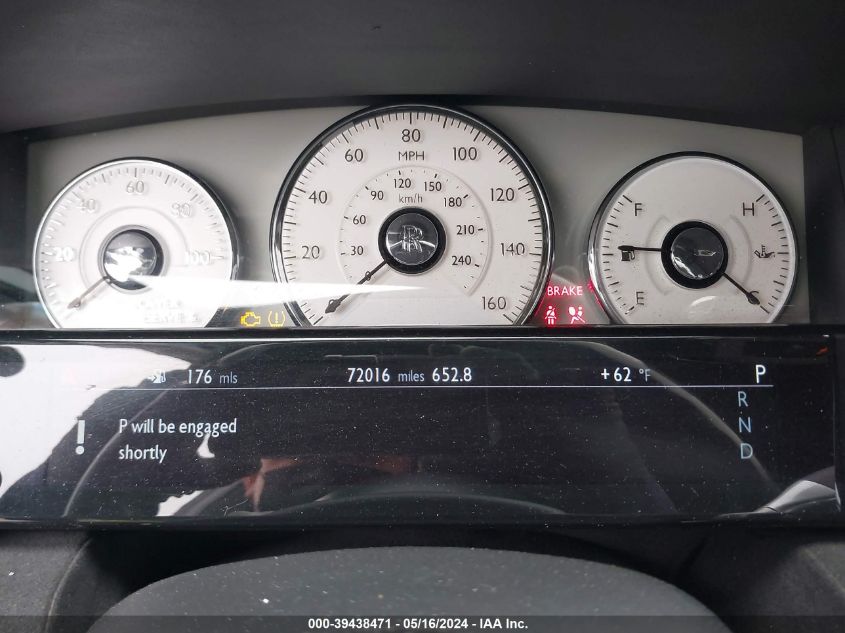 80
60 MPH 100
60 120 150
40 80 90 km/h 180 120 F H
40 60 210
20 100 20 30 240 140 E
BRAKE
160
176 mls 72016 miles 652.8 +62 °F P
R
P will be engaged N
shortly D
000-39438471 - 05/16/2024 - IAA Inc.